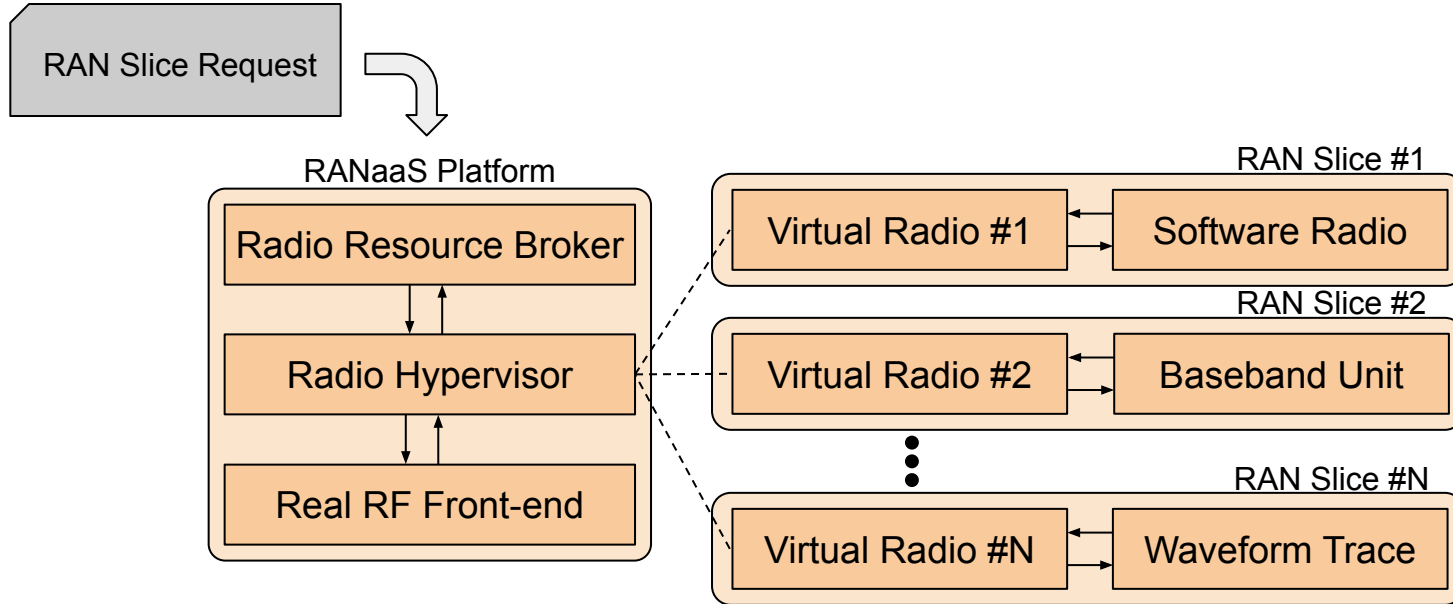 RAN Slice Request
RANaaS Platform
Radio Resource Broker
Radio Hypervisor
Real RF Front-end
RAN Slice #1
Virtual Radio #1
Software Radio
RAN Slice #2
Virtual Radio #2
Baseband Unit
RAN Slice #N
Virtual Radio #N
Waveform Trace